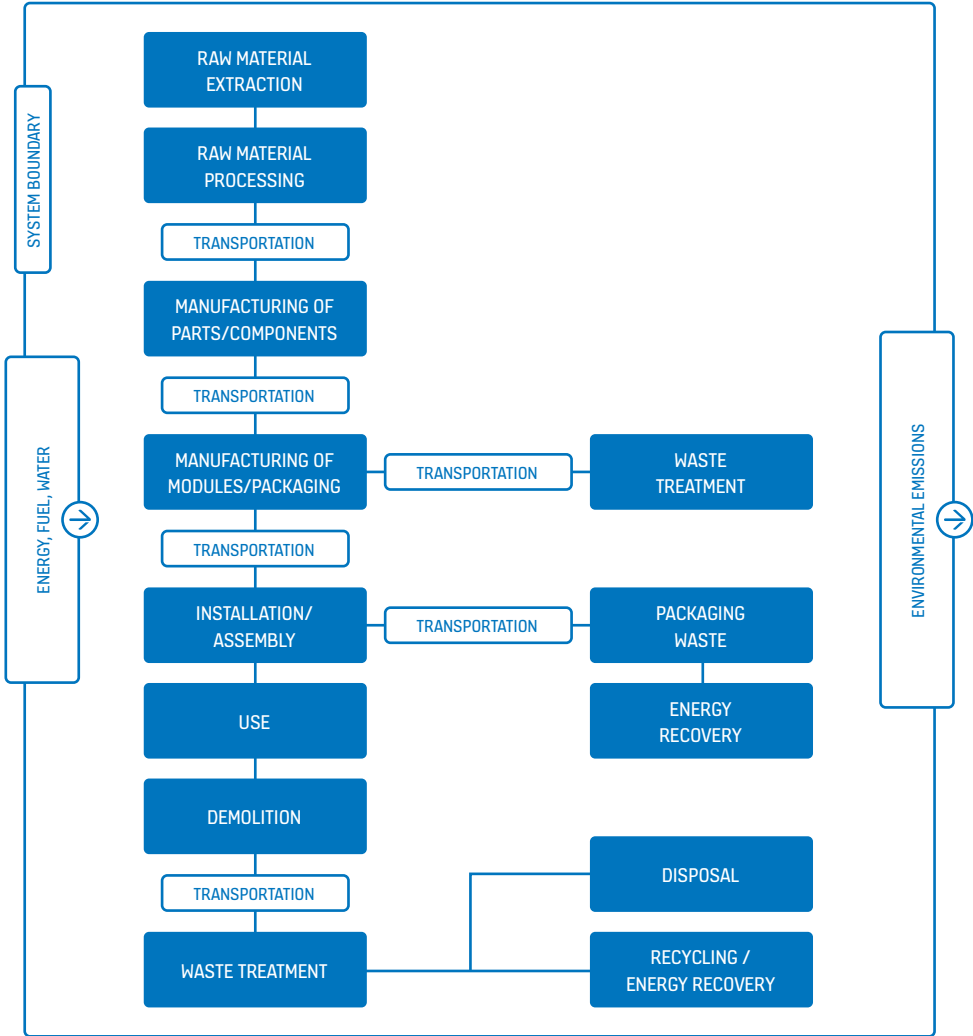 RAW MATERIAL
EXTRACTION
SYSTEM BOUNDARY
RAW MATERIAL
PROCESSING
TRANSPORTATION
MANUFACTURING OF
PARTS/COMPONENTS
TRANSPORTATION
ENERGY, FUEL, WATER
MANUFACTURING OF
MODULES/PACKAGING
TRANSPORTATION
WASTE
TREATMENT
ENVIRONMENTAL EMISSIONS
TRANSPORTATION
INSTALLATION/
ASSEMBLY
TRANSPORTATION
PACKAGING
WASTE
USE
ENERGY
RECOVERY
DEMOLITION
DISPOSAL
TRANSPORTATION
WASTE TREATMENT
RECYCLING /
ENERGY RECOVERY